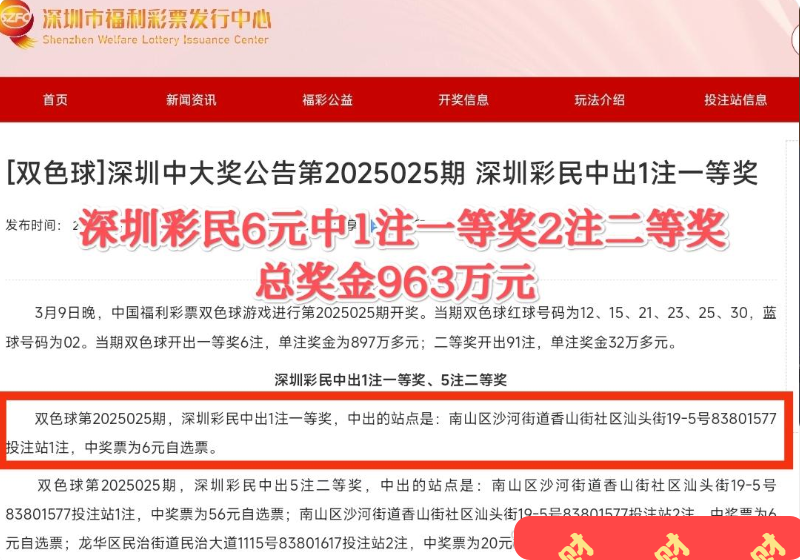 SZFC
深圳市福利彩票发行中心
Shenzhen Welfare Lottery Issuance Center
首页 新闻资讯 福彩公益 开奖信息 玩法介绍 投注站信息
[双色球]深圳中大奖公告第2025025期 深圳彩民中出1注一等奖
发布时间： 2
深圳彩民6元中1注一等奖2注二等奖
总奖金963万元
3月9日晚，中国福利彩票双色球游戏进行第2025025期开奖。当期双色球红球号码为12、15、21、23、25、30，蓝
球号码为02。当期双色球开出一等奖6注，单注奖金为897万多元；二等奖开出91注，单注奖金32万多元。
深圳彩民中出1注一等奖、5注二等奖
双色球第2025025期，深圳彩民中出1注一等奖，中出的站点是：南山区沙河街道香山街社区汕头街19-5号83801577
投注站1注，中奖票为6元自选票。
双色球第2025025期，深圳彩民中出5注二等奖，中出的站点是：南山区沙河街道香山街社区汕头街19-5号
83801577投注站1注，中奖票为56元自选票；南山区沙河街道香山街社区汕头街19-5号83801577投注站2注，中奖票为6
元自选票；龙华区民治街道民治大道1115号83801617投注站2注，中奖票为20元
财 财 财